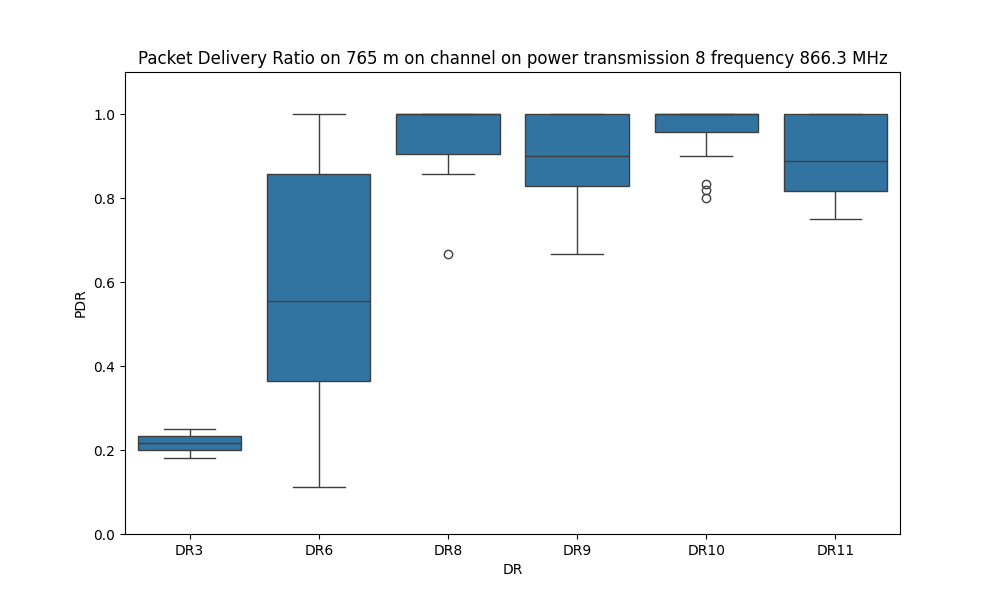 Packet Delivery Ratio on 765 m on channel on power transmission 8 frequency 866.3 MHz
1.0
0.8
0.6
0.4
0.2
0.0
PDR
DR3 DR6 DR8 DR9 DR10 DR11
DR